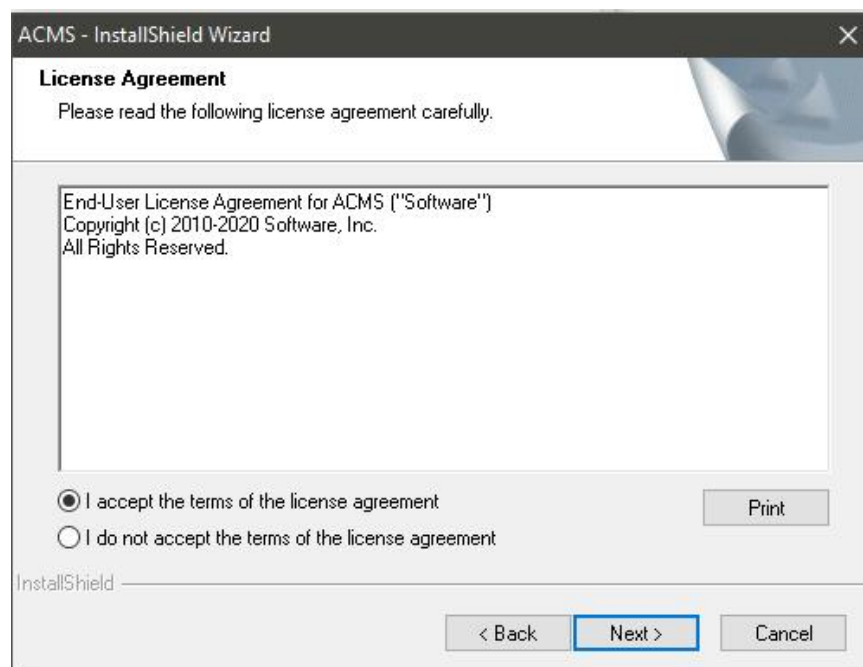 ACMS - InstallShield Wizard
License Agreement
Please read the following license agreement carefully.
End-User License Agreement for ACMS ("Software")
Copyright (c) 2010-2020 Software, Inc.
All Rights Reserved.
I accept the terms of the license agreement
Print
I do not accept the terms of the license agreement
InstallShield
< Back
Next >
Cancel